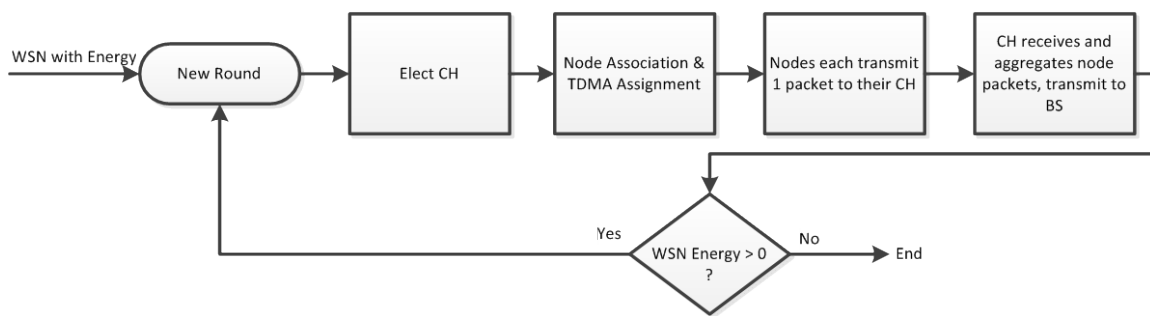 WSN with Energy
New Round
Elect CH
Node Association &
TDMA Assignment
Nodes each transmit
1 packet to their CH
CH receives and
aggregates node
packets, transmit to
BS
Yes
WSN Energy > 0
?
No
End